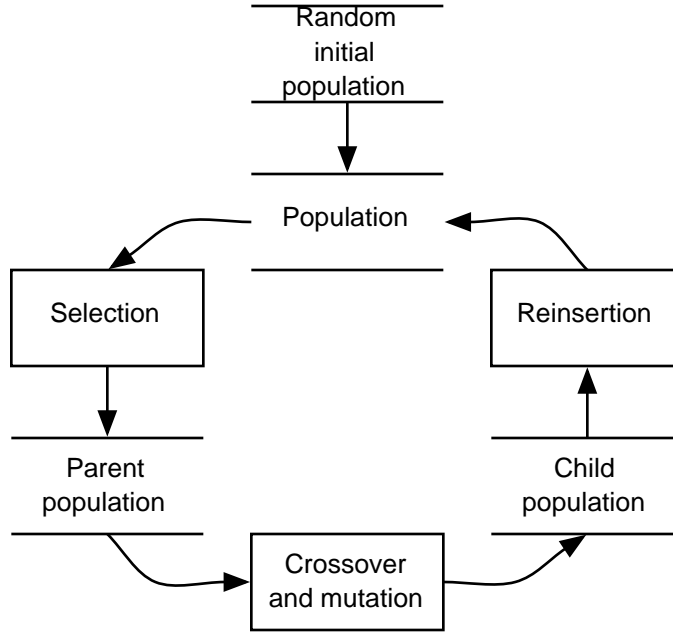 Random
initial
population
Population
Selection
Reinsertion
Parent
population
Child
population
Crossover
and mutation